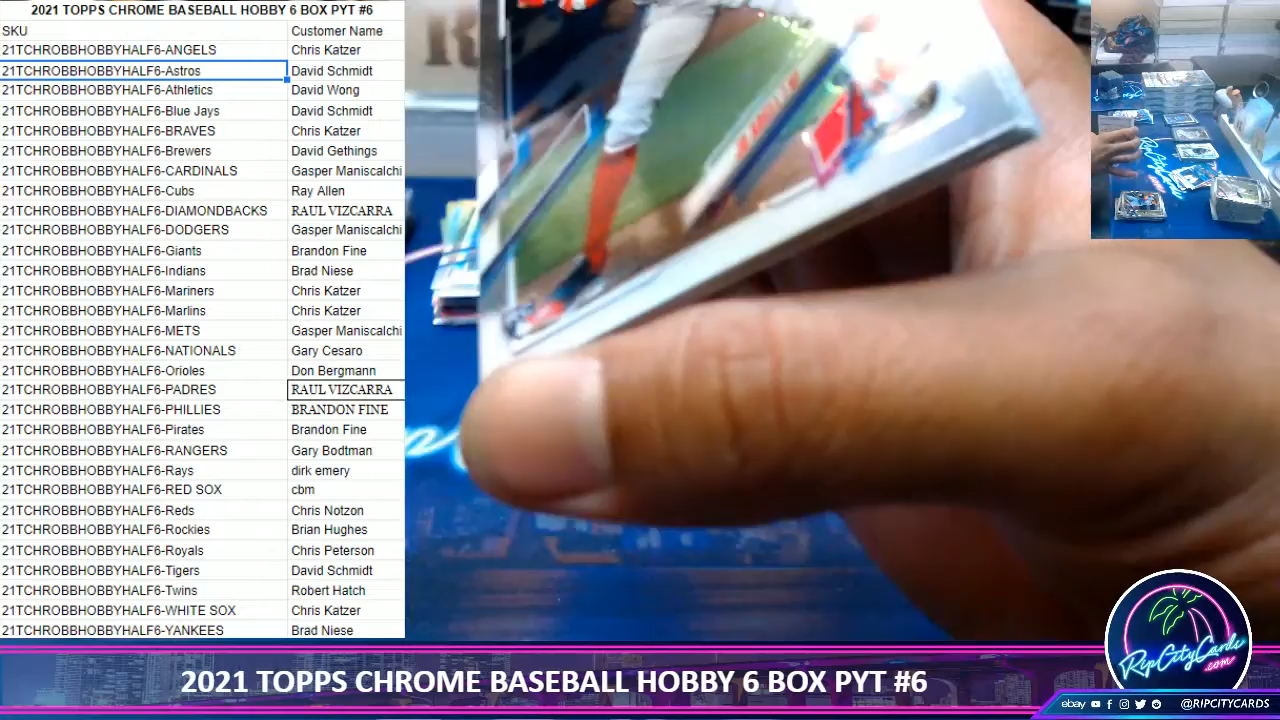 2021 TOPPS CHROME BASEBALL HOBBY 6 BOX PYT #6
SKU Customer Name
21TCHROBBHOBBYHALF6-ANGELS Chris Katzer
21TCHROBBHOBBYHALF6-Astros David Schmidt
21TCHROBBHOBBYHALF6-Athletics David Wong
21TCHROBBHOBBYHALF6-Blue Jays David Schmidt
21TCHROBBHOBBYHALF6-BRAVES Chris Katzer
21TCHROBBHOBBYHALF6-Brewers David Gethings
21TCHROBBHOBBYHALF6-CARDINALS Gasper Maniscalchi
21TCHROBBHOBBYHALF6-Cubs Ray Allen
21TCHROBBHOBBYHALF6-DIAMONDBACKS RAUL VIZCARRA
21TCHROBBHOBBYHALF6-DODGERS Gasper Maniscalchi
21TCHROBBHOBBYHALF6-Giants Brandon Fine
21TCHROBBHOBBYHALF6-Indians Brad Niese
21TCHROBBHOBBYHALF6-Mariners Chris Katzer
21TCHROBBHOBBYHALF6-Marlins Chris Katzer
21TCHROBBHOBBYHALF6-METS Gasper Maniscalchi
21TCHROBBHOBBYHALF6-NATIONALS Gary Cesaro
21TCHROBBHOBBYHALF6-Orioles Don Bergmann
21TCHROBBHOBBYHALF6-PADRES RAUL VIZCARRA
21TCHROBBHOBBYHALF6-PHILLIES BRANDON FINE
21TCHROBBHOBBYHALF6-Pirates Brandon Fine
21TCHROBBHOBBYHALF6-RANGERS Gary Bodtman
21TCHROBBHOBBYHALF6-Rays dirk emery
21TCHROBBHOBBYHALF6-RED SOX cbm
21TCHROBBHOBBYHALF6-Reds Chris Notzon
21TCHROBBHOBBYHALF6-Rockies Brian Hughes
21TCHROBBHOBBYHALF6-Royals Chris Peterson
21TCHROBBHOBBYHALF6-Tigers David Schmidt
21TCHROBBHOBBYHALF6-Twins Robert Hatch
21TCHROBBHOBBYHALF6-WHITE SOX Chris Katzer
21TCHROBBHOBBYHALF6-YANKEES Brad Niese
2021 TOPPS CHROME BASEBALL HOBBY 6 BOX PYT #6
RipCityCards
.com
ebay @RIPCITYCARDS